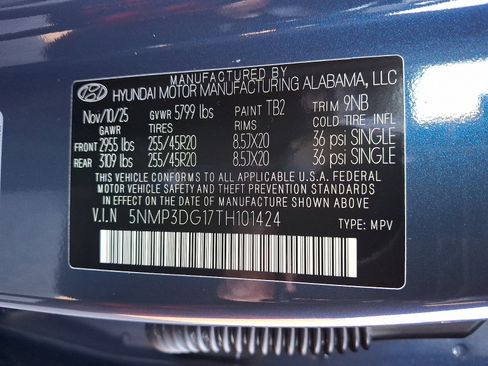 MANUFACTURED BY
HYUNDAI MOTOR MANUFACTURING ALABAMA, LLC
Nov/10/25 GVWR 5799 lbs PAINT TB2 TRIM 9NB
GAWR TIRES RIMS COLD TIRE INFL
FRONT 2955 lbs 255/45R20 8.5JX20 36 psi SINGLE
REAR 3109 lbs 255/45R20 8.5JX20 36 psi SINGLE
THIS VEHICLE CONFORMS TO ALL APPLICABLE U.S.A. FEDERAL
MOTOR VEHICLE SAFETY AND THEFT PREVENTION STANDARDS
IN EFFECT ON THE DATE OF MANUFACTURE SHOWN ABOVE.
V.I.N 5NMP3DG17TH101424 TYPE: MPV